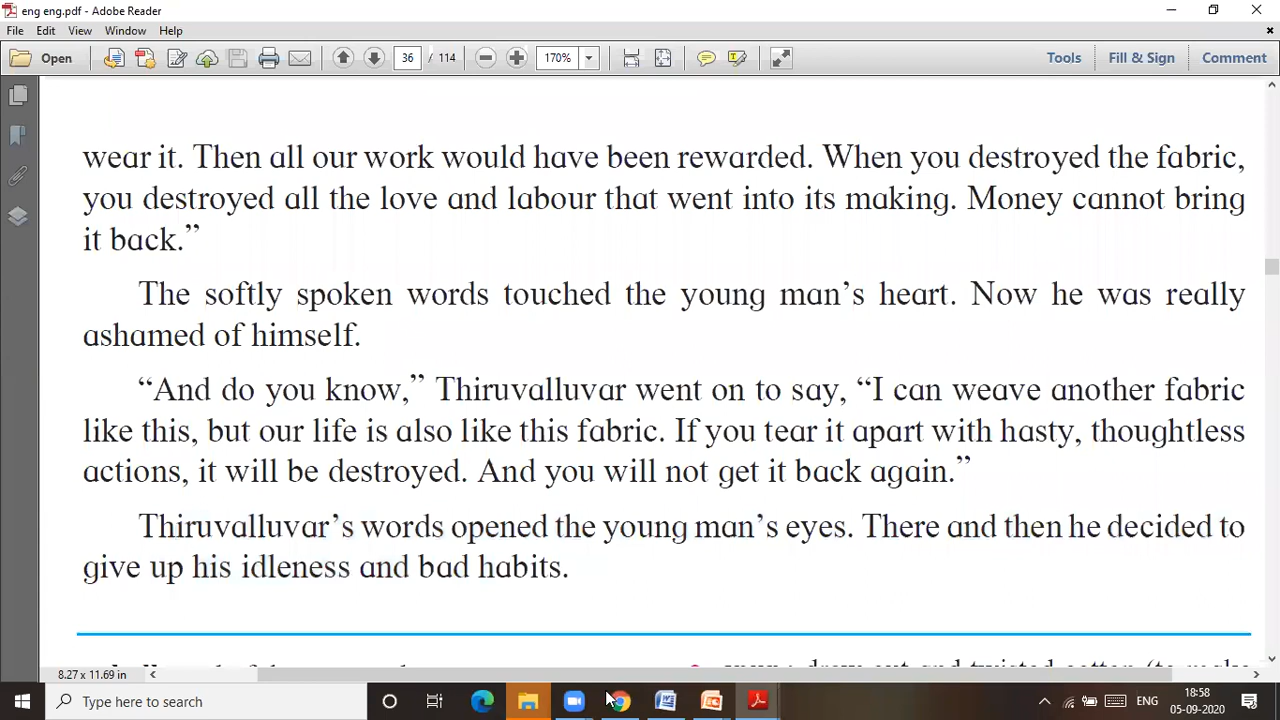 eng eng.pdf - Adobe Reader
File Edit View Window Help
Open 36 / 114 170% Tools Fill & Sign Comment
wear it. Then all our work would have been rewarded. When you destroyed the fabric,
you destroyed all the love and labour that went into its making. Money cannot bring
it back.”
The softly spoken words touched the young man’s heart. Now he was really
ashamed of himself.
“And do you know,” Thiruvalluvar went on to say, “I can weave another fabric
like this, but our life is also like this fabric. If you tear it apart with hasty, thoughtless
actions, it will be destroyed. And you will not get it back again.”
Thiruvalluvar’s words opened the young man’s eyes. There and then he decided to
give up his idleness and bad habits.
drew out and twisted cotton (to make
8.27 x 11.69 in
Type here to search
ENG
18:58
05-09-2020